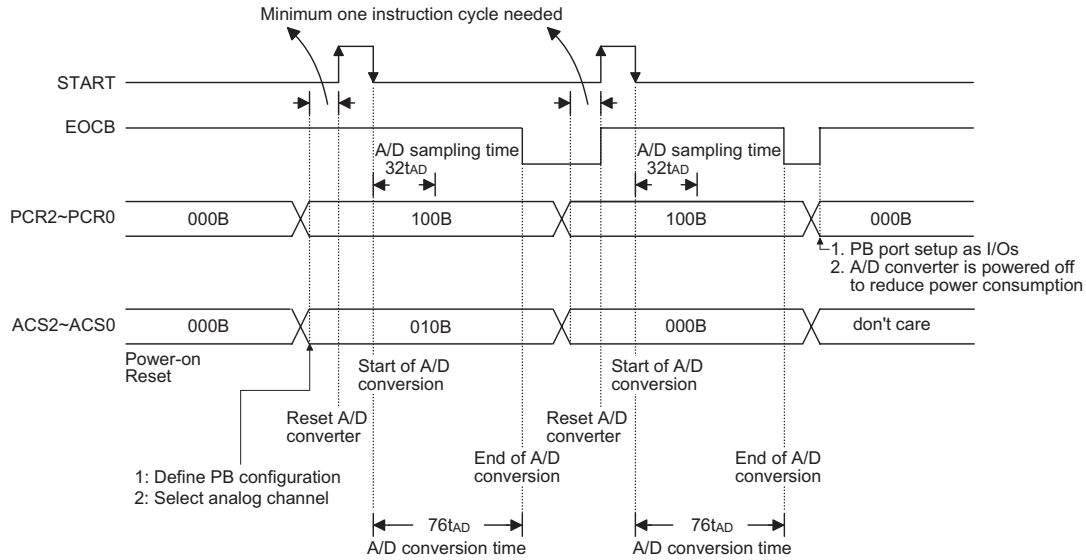 Minimum one instruction cycle needed
START
EOCB
A/D sampling time
32tAD
A/D sampling time
32tAD
PCR2~PCR0
000B
100B
100B
000B
1. PB port setup as I/Os
2. A/D converter is powered off
to reduce power consumption
ACS2~ACS0
000B
010B
000B
don't care
Power-on
Reset
Start of A/D
conversion
Start of A/D
conversion
Reset A/D
converter
Reset A/D
converter
1: Define PB configuration
2: Select analog channel
End of A/D
conversion
End of A/D
conversion
76tAD
A/D conversion time
76tAD
A/D conversion time